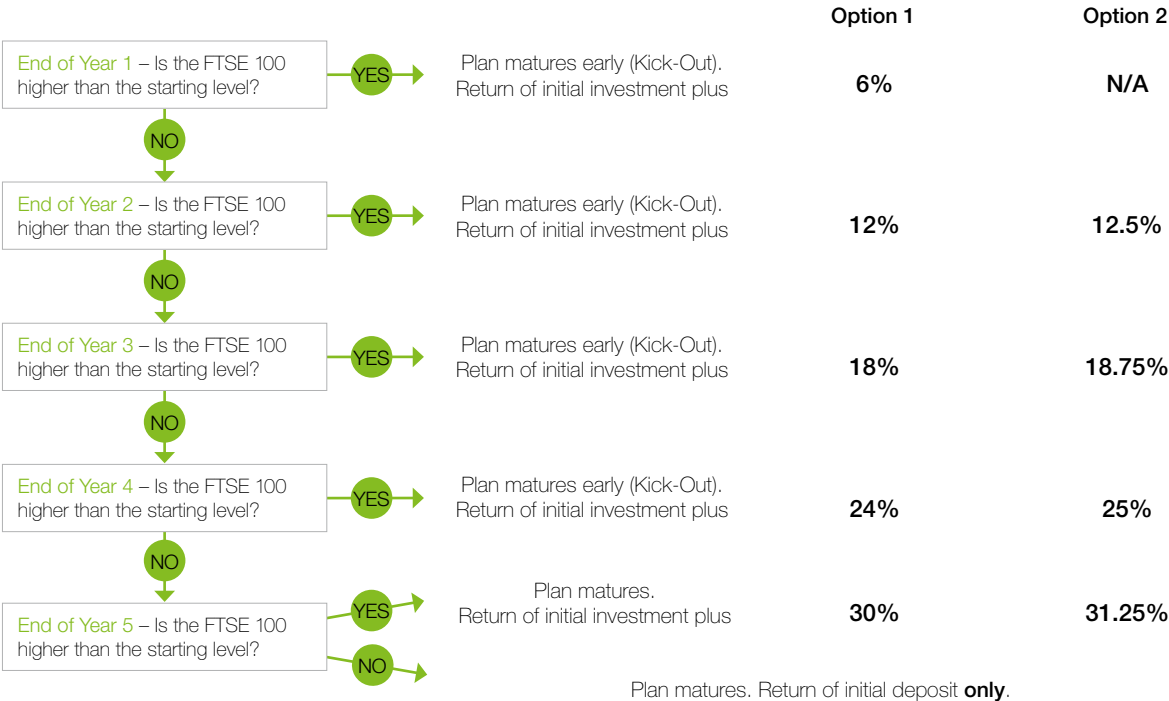 Option 1 Option 2
End of Year 1 – Is the FTSE 100
higher than the starting level?
YES
Plan matures early (Kick-Out).
Return of initial investment plus
6% N/A
NO
End of Year 2 – Is the FTSE 100
higher than the starting level?
YES
Plan matures early (Kick-Out).
Return of initial investment plus
12% 12.5%
NO
End of Year 3 – Is the FTSE 100
higher than the starting level?
YES
Plan matures early (Kick-Out).
Return of initial investment plus
18% 18.75%
NO
End of Year 4 – Is the FTSE 100
higher than the starting level?
YES
Plan matures early (Kick-Out).
Return of initial investment plus
24% 25%
NO
End of Year 5 – Is the FTSE 100
higher than the starting level?
YES
Plan matures.
Return of initial investment plus
30% 31.25%
NO
Plan matures. Return of initial deposit only.